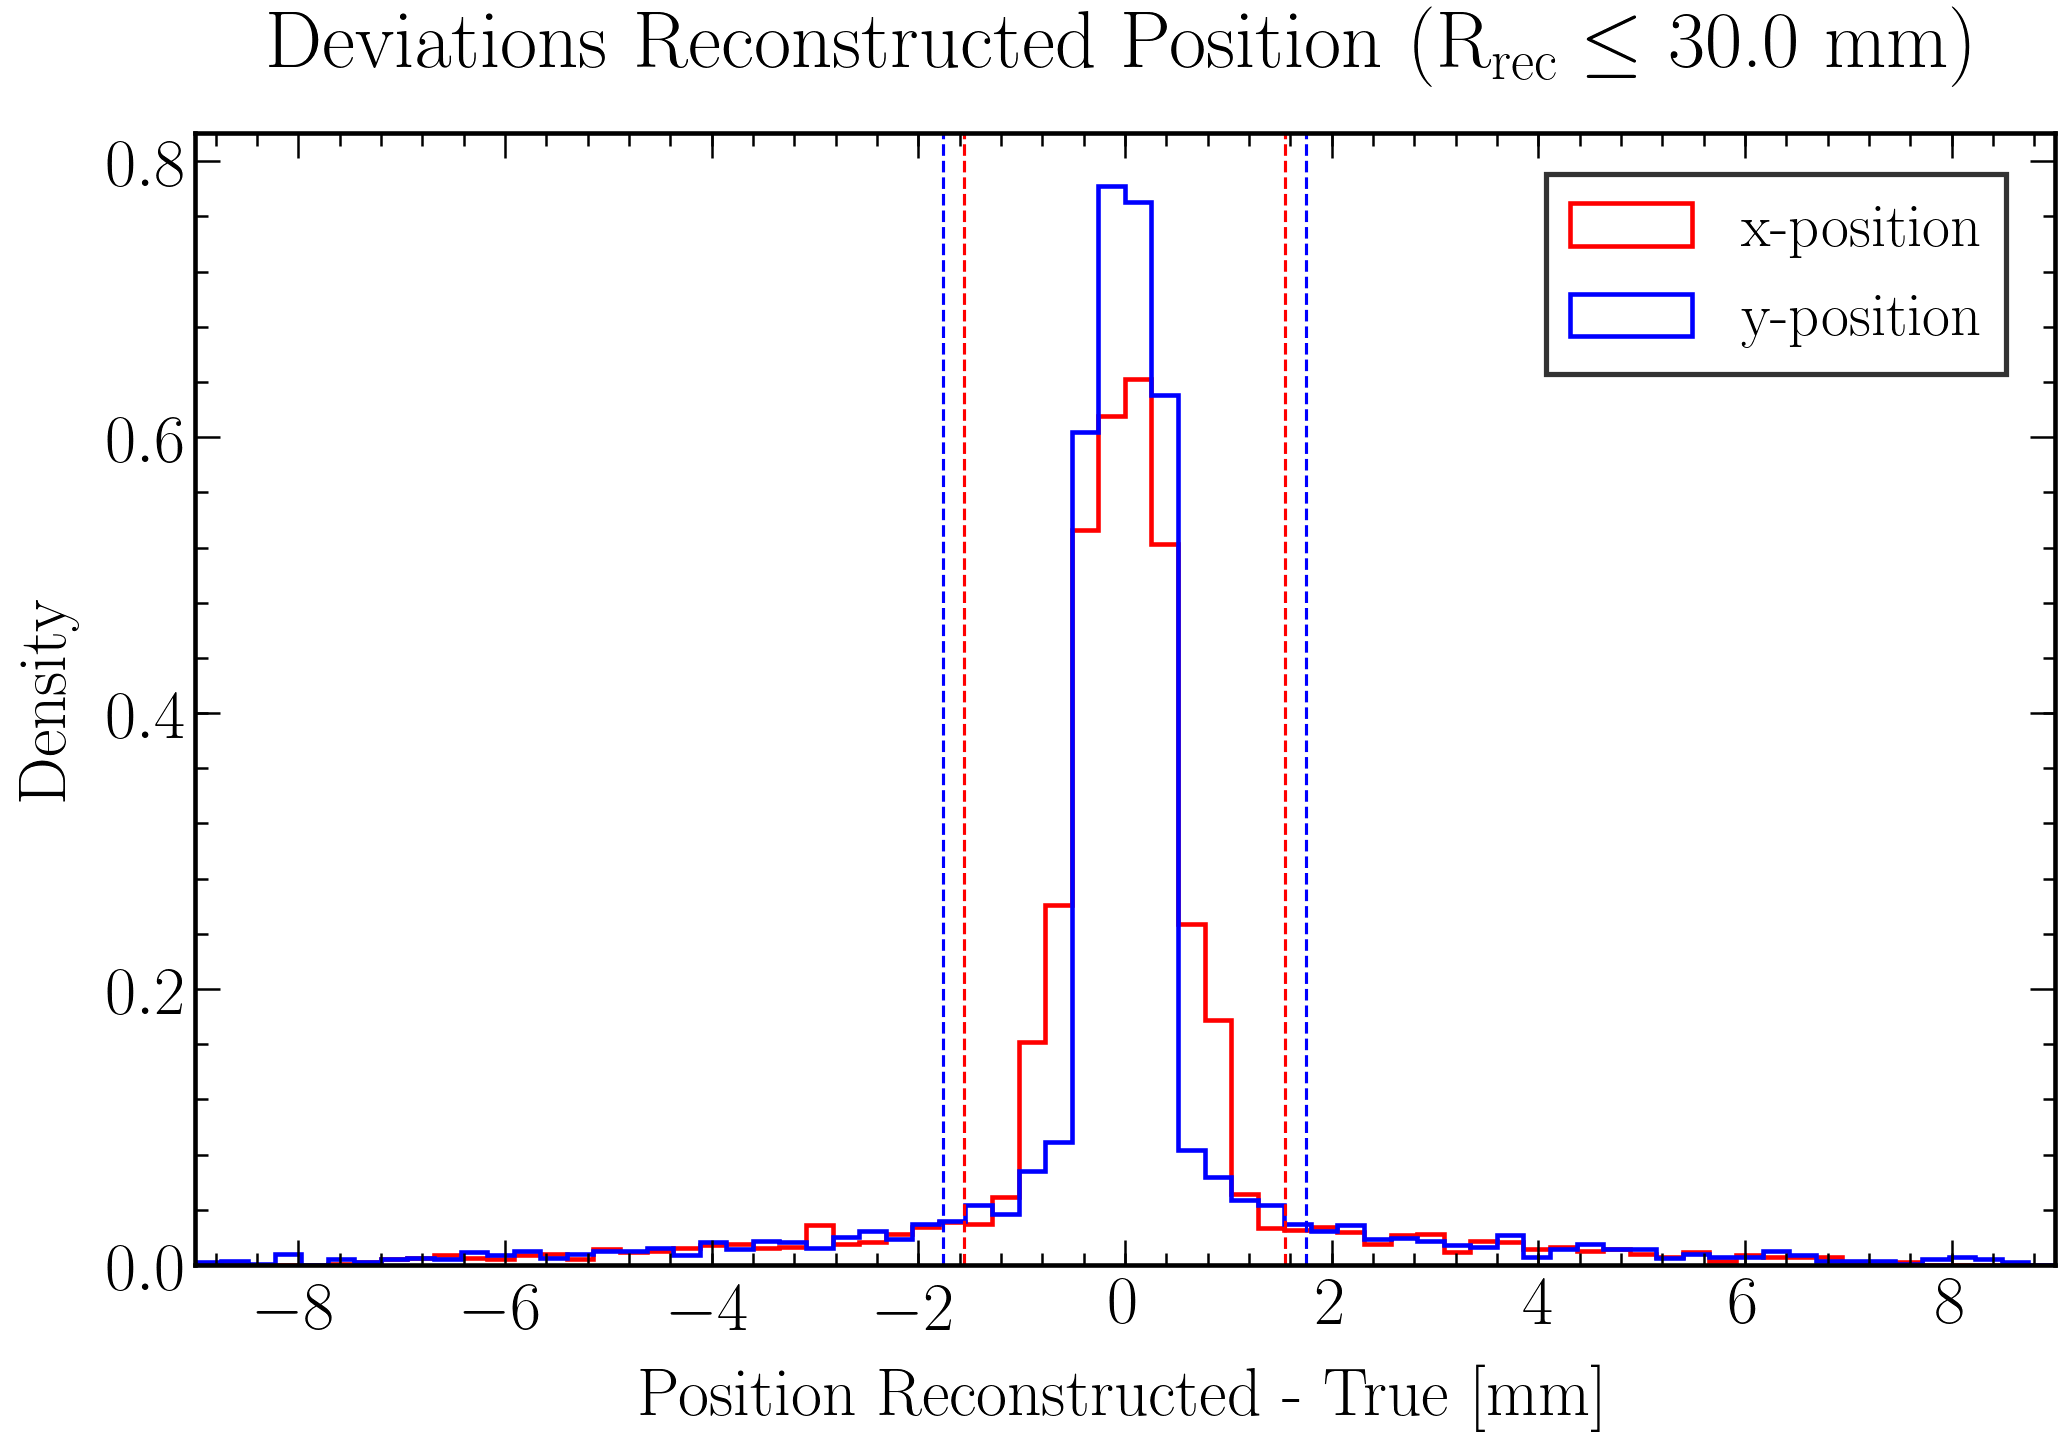 Deviations Reconstructed Position (R_rec ≤ 30.0 mm)
0.8
0.6
0.4
0.2
0.0
Density
x-position
y-position
−8 −6 −4 −2 0 2 4 6 8
Position Reconstructed - True [mm]